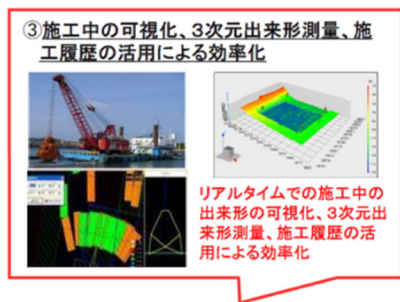 ③施工中の可視化、３次元出来形測量、施
工履歴の活用による効率化
リアルタイムでの施工中の
出来形の可視化、３次元出
来形測量、施工履歴の活
用による効率化